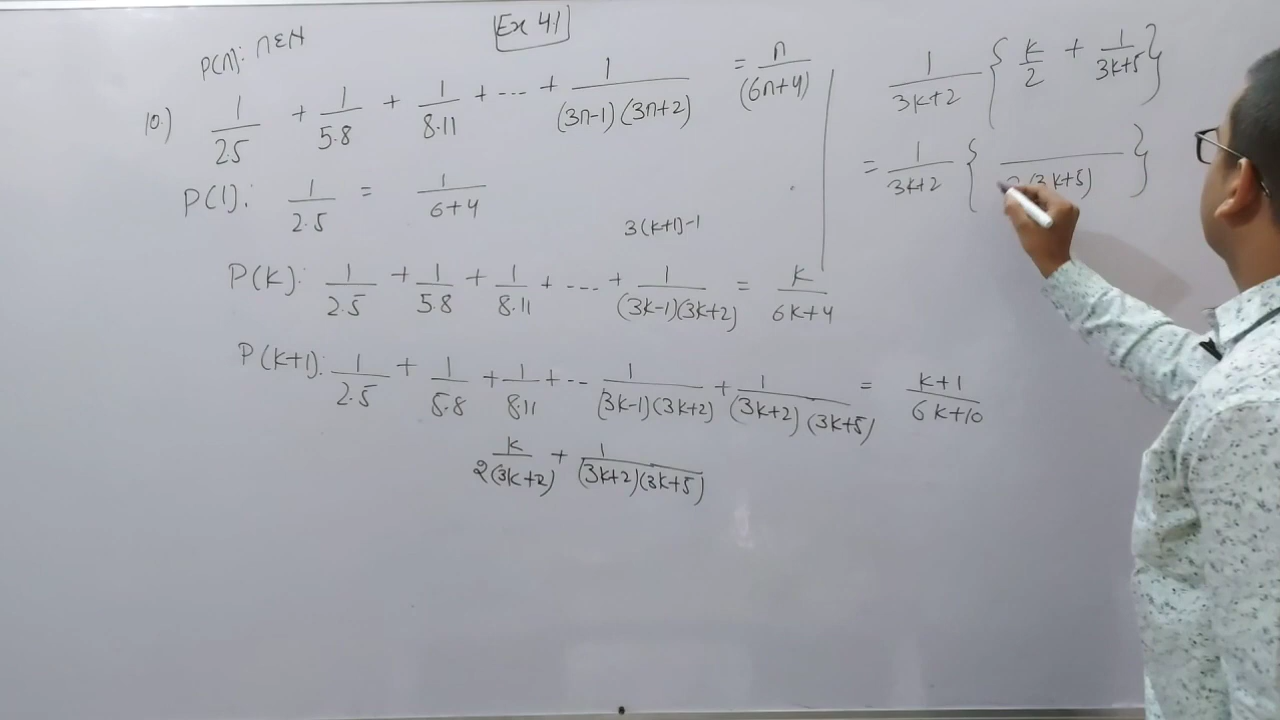 Ex 4.1
P(n): n∈N
10.) 1/2.5 + 1/5.8 + 1/8.11 + --- + 1/(3n-1)(3n+2) = n/(6n+4)
P(1): 1/2.5 = 1/6+4
3(k+1)-1
P(k): 1/2.5 + 1/5.8 + 1/8.11 + --- + 1/(3k-1)(3k+2) = k/6k+4
P(k+1): 1/2.5 + 1/5.8 + 1/8.11 + -- 1/(3k-1)(3k+2) + 1/(3k+2)(3k+5) = k+1/6k+10
k/2(3k+2) + 1/(3k+2)(3k+5)
1/3k+2 { k/2 + 1/3k+5 }
= 1/3k+2 { /2(3k+5) }